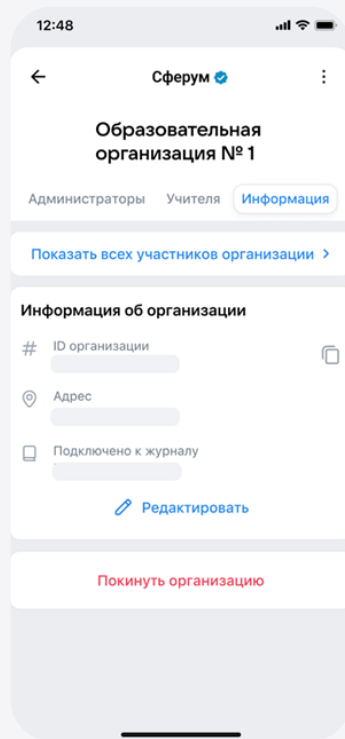 12:48
Сферум
Образовательная
организация № 1
Администраторы Учителя Информация
Показать всех участников организации >
Информация об организации
# ID организации
Адрес
Подключено к журналу
Редактировать
Покинуть организацию